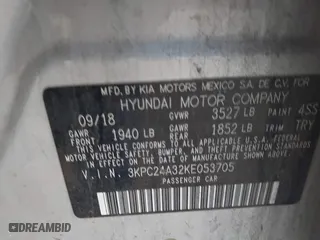 MFD. BY KIA MOTORS MEXICO S.A. DE C.V. FOR
HYUNDAI MOTOR COMPANY
09/18 GVWR 3527 LB PAINT 4SS
GAWR FRONT 1940 LB GAWR REAR 1852 LB TRIM TRY
THIS VEHICLE CONFORMS TO ALL APPLICABLE FEDERAL MOTOR
VEHICLE SAFETY, BUMPER, AND THEFT PREVENTION STANDARDS
IN EFFECT ON THE DATE OF MANUFACTURE SHOWN ABOVE.
V.I.N. 3KPC24A32KE053705
PASSENGER CAR